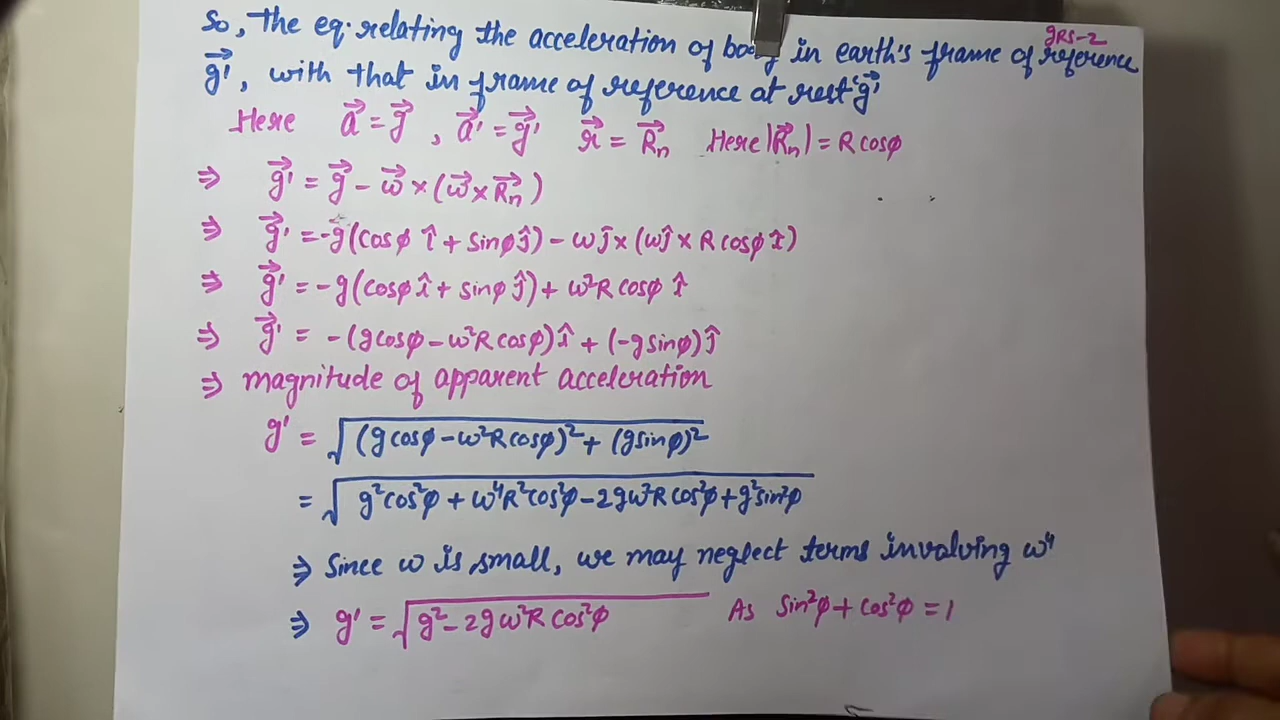 gRS-2
So, The eq. relating the acceleration of body in earth's frame of reference
g⃗', with that in frame of reference at rest 'g⃗'
Here a⃗ = g⃗ , a⃗' = g⃗' r⃗ = R⃗n Here |R⃗n| = R cosφ
⇒ g⃗' = g⃗ - ω⃗ × (ω⃗ × R⃗n)
⇒ g⃗' = -g(cosφ î + sinφ ĵ) - ωĵ × (ωĵ × R cosφ î)
⇒ g⃗' = -g(cosφ î + sinφ ĵ) + ω²R cosφ î
⇒ g⃗' = -(g cosφ - ω²R cosφ) î + (-g sinφ) ĵ
⇒ magnitude of apparent acceleration
g' = √(g cosφ - ω²R cosφ)² + (g sinφ)²
= √g²cos²φ + ω⁴R²cos²φ - 2gω²R cos²φ + g²sin²φ
⇒ Since ω is small, we may neglect terms involving ω⁴
⇒ g' = √g² - 2gω²R Cos²φ As Sin²φ + Cos²φ = 1